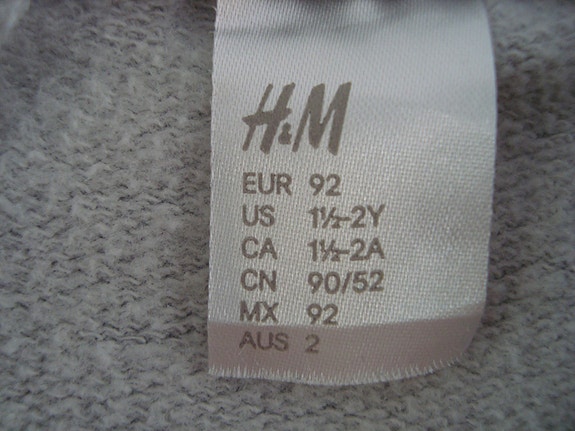 H&M
EUR 92
US 1½-2Y
CA 1½-2A
CN 90/52
MX 92
AUS 2